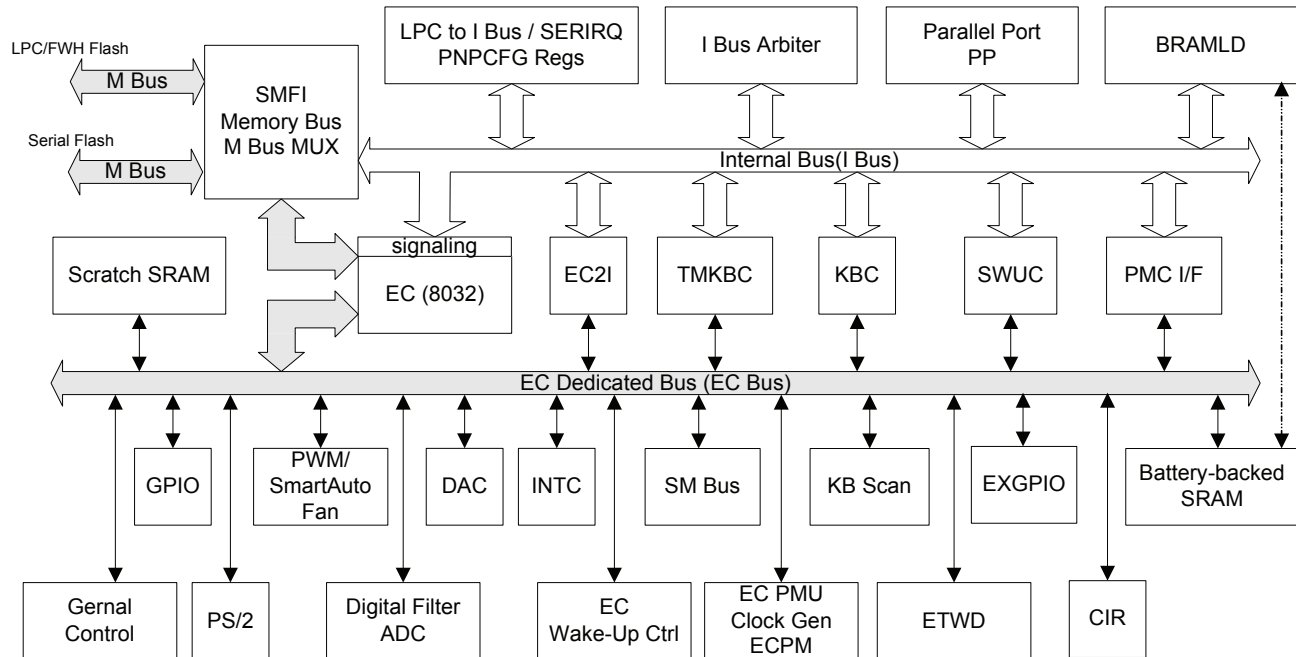 LPC/FWH Flash
M Bus
Serial Flash
M Bus
SMFI
Memory Bus
M Bus MUX
LPC to I Bus / SERIRQ
PNPCFG Regs
I Bus Arbiter
Parallel Port
PP
BRAMLD
Internal Bus(I Bus)
Scratch SRAM
signaling
EC (8032)
EC2I
TMKBC
KBC
SWUC
PMC I/F
EC Dedicated Bus (EC Bus)
GPIO
PWM/
SmartAuto
Fan
DAC
INTC
SM Bus
KB Scan
EXGPIO
Battery-backed
SRAM
Gernal
Control
PS/2
Digital Filter
ADC
EC
Wake-Up Ctrl
EC PMU
Clock Gen
ECPM
ETWD
CIR